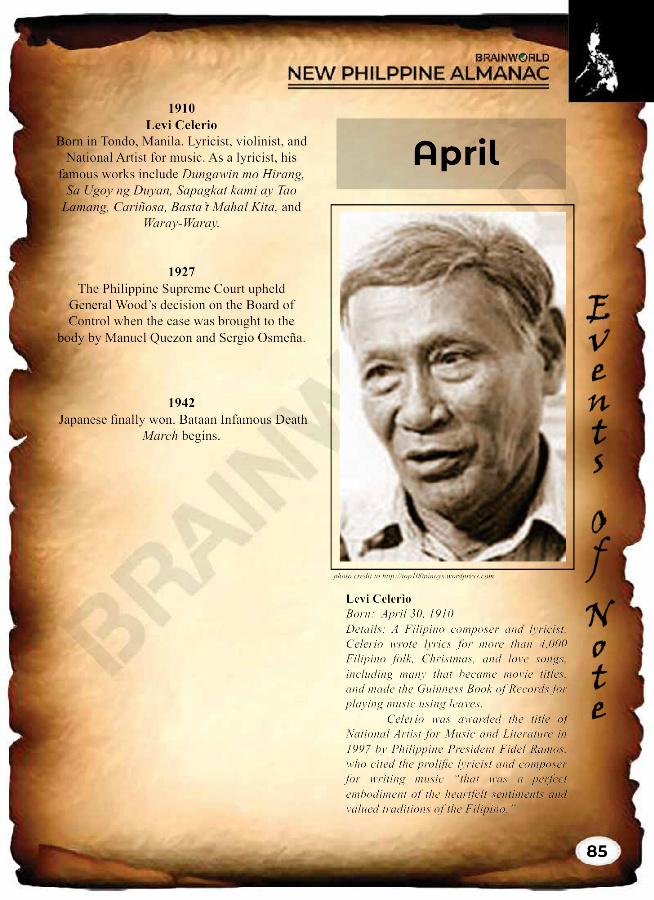 BRAINWORLD
NEW PHILPPINE ALMANAC
1910
Levi Celerio
Born in Tondo, Manila. Lyricist, violinist, and
National Artist for music. As a lyricist, his
famous works include Dungawin mo Hirang,
Sa Ugoy ng Duyan, Sapagkat kami ay Tao
Lamang, Cariñosa, Basta't Mahal Kita, and
Waray-Waray.
1927
The Philippine Supreme Court upheld
General Wood's decision on the Board of
Control when the case was brought to the
body by Manuel Quezon and Sergio Osmeña.
1942
Japanese finally won. Bataan Infamous Death
March begins.
April
photo credit to http://top10pinoys.wordpress.com
Levi Celerio
Born: April 30, 1910
Details: A Filipino composer and lyricist,
Celerio wrote lyrics for more than 4,000
Filipino folk, Christmas, and love songs,
including many that became movie titles,
and made the Guinness Book of Records for
playing music using leaves.
Celerio was awarded the title of
National Artist for Music and Literature in
1997 by Philippine President Fidel Ramos,
who cited the prolific lyricist and composer
for writing music "that was a perfect
embodiment of the heartfelt sentiments and
valued traditions of the Filipino."
Events of Note
85
BRAINWORLD